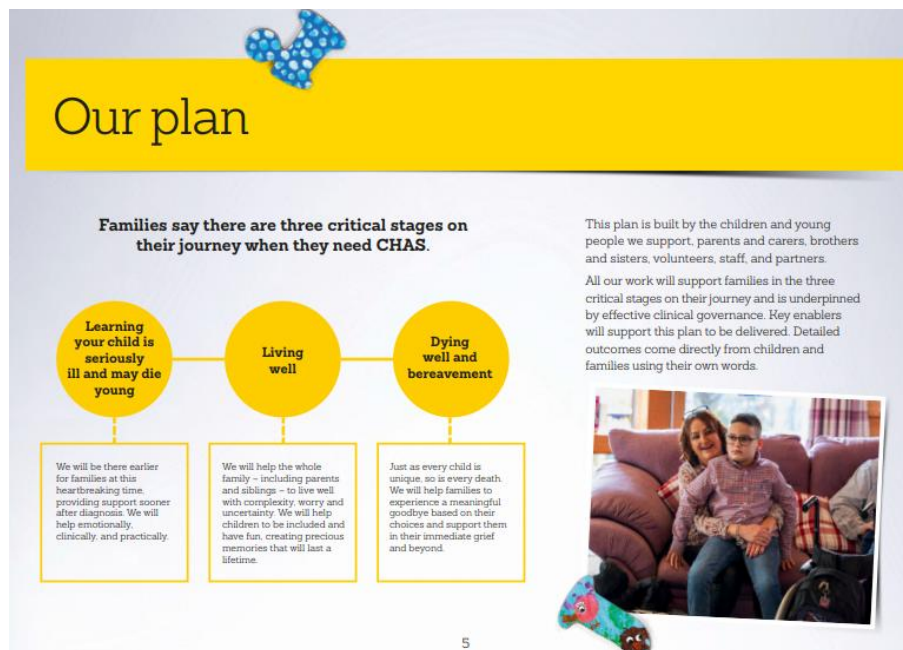 Our plan
Families say there are three critical stages on
their journey when they need CHAS.
Learning
your child is
seriously
ill and may die
young
Living
well
Dying
well and
bereavement
We will be there earlier
for families at this
heartbreaking time,
providing support sooner
after diagnosis. We will
help emotionally,
clinically, and practically.
We will help the whole
family – including parents
and siblings – to live well
with complexity, worry and
uncertainty. We will help
children to be included and
have fun, creating precious
memories that will last a
lifetime.
Just as every child is
unique, so is every death.
We will help families to
experience a meaningful
goodbye based on their
choices and support them
in their immediate grief
and beyond.
This plan is built by the children and young
people we support, parents and carers, brothers
and sisters, volunteers, staff, and partners.
All our work will support families in the three
critical stages on their journey and is underpinned
by effective clinical governance. Key enablers
will support this plan to be delivered. Detailed
outcomes come directly from children and
families using their own words.
5